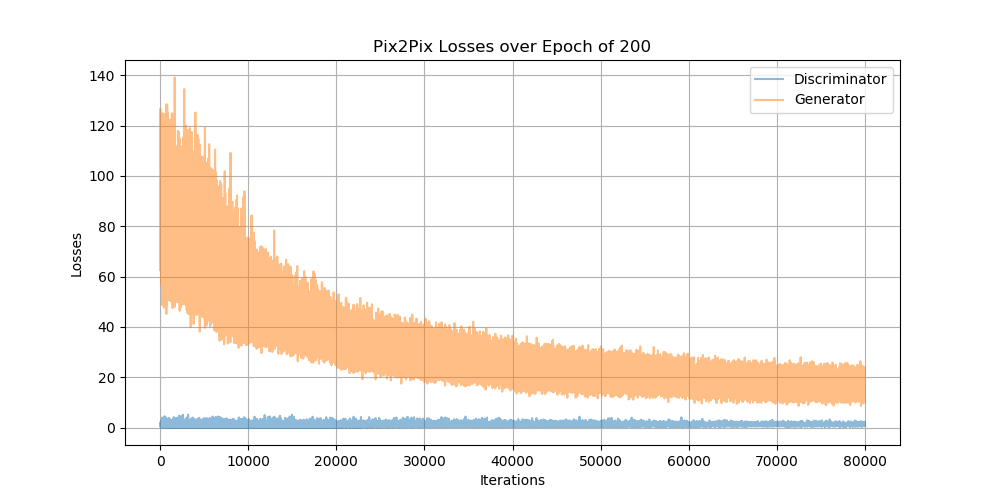 Pix2Pix Losses over Epoch of 200
Discriminator
Generator
Losses
140
120
100
80
60
40
20
0
0 10000 20000 30000 40000 50000 60000 70000 80000
Iterations